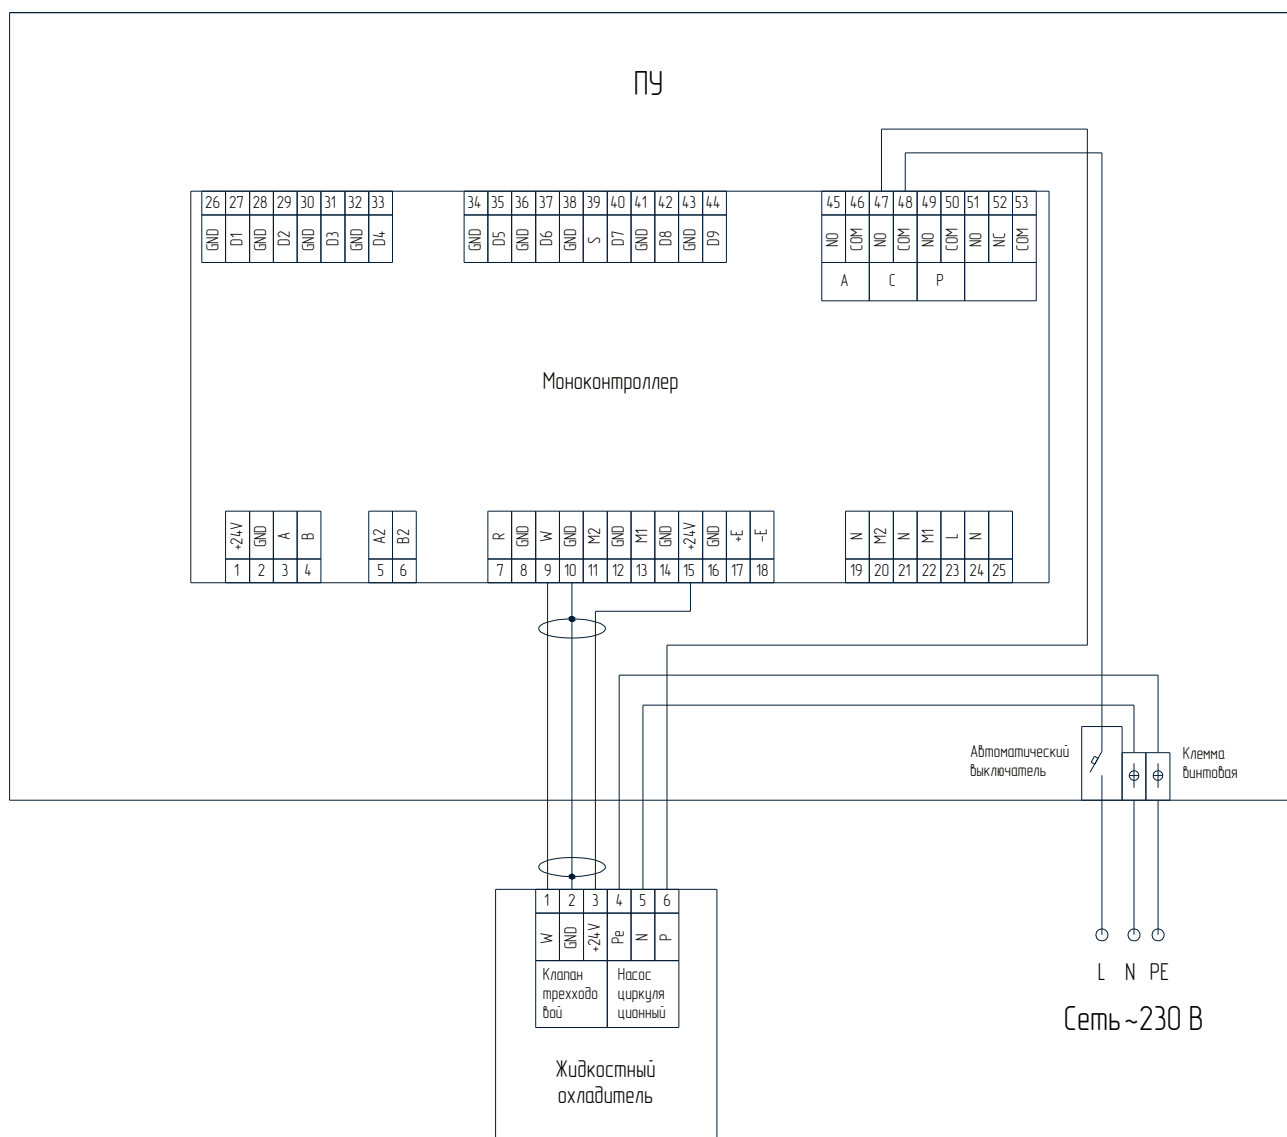 ПУ
26 27 28 29 30 31 32 33
GND D1 GND D2 GND D3 GND D4
34 35 36 37 38 39 40 41 42 43 44
GND D5 GND D6 GND S D7 GND D8 GND D9
45 46 47 48 49 50 51 52 53
NO COM NO COM NO COM NO NC COM
A C P
Моноконтроллер
+24V GND A B
1 2 3 4
A2 B2
5 6
R GND W GND M2 GND M1 GND +24V GND +E -E
7 8 9 10 11 12 13 14 15 16 17 18
N M2 N M1 L N
19 20 21 22 23 24 25
Автоматический
выключатель
Клемма
винтовая
1 2 3 4 5 6
W GND +24V Pe N P
Клапан
трехходо
вой
Насос
циркуля
ционный
Жидкостный
охладитель
L N PE
Сеть ~230 В